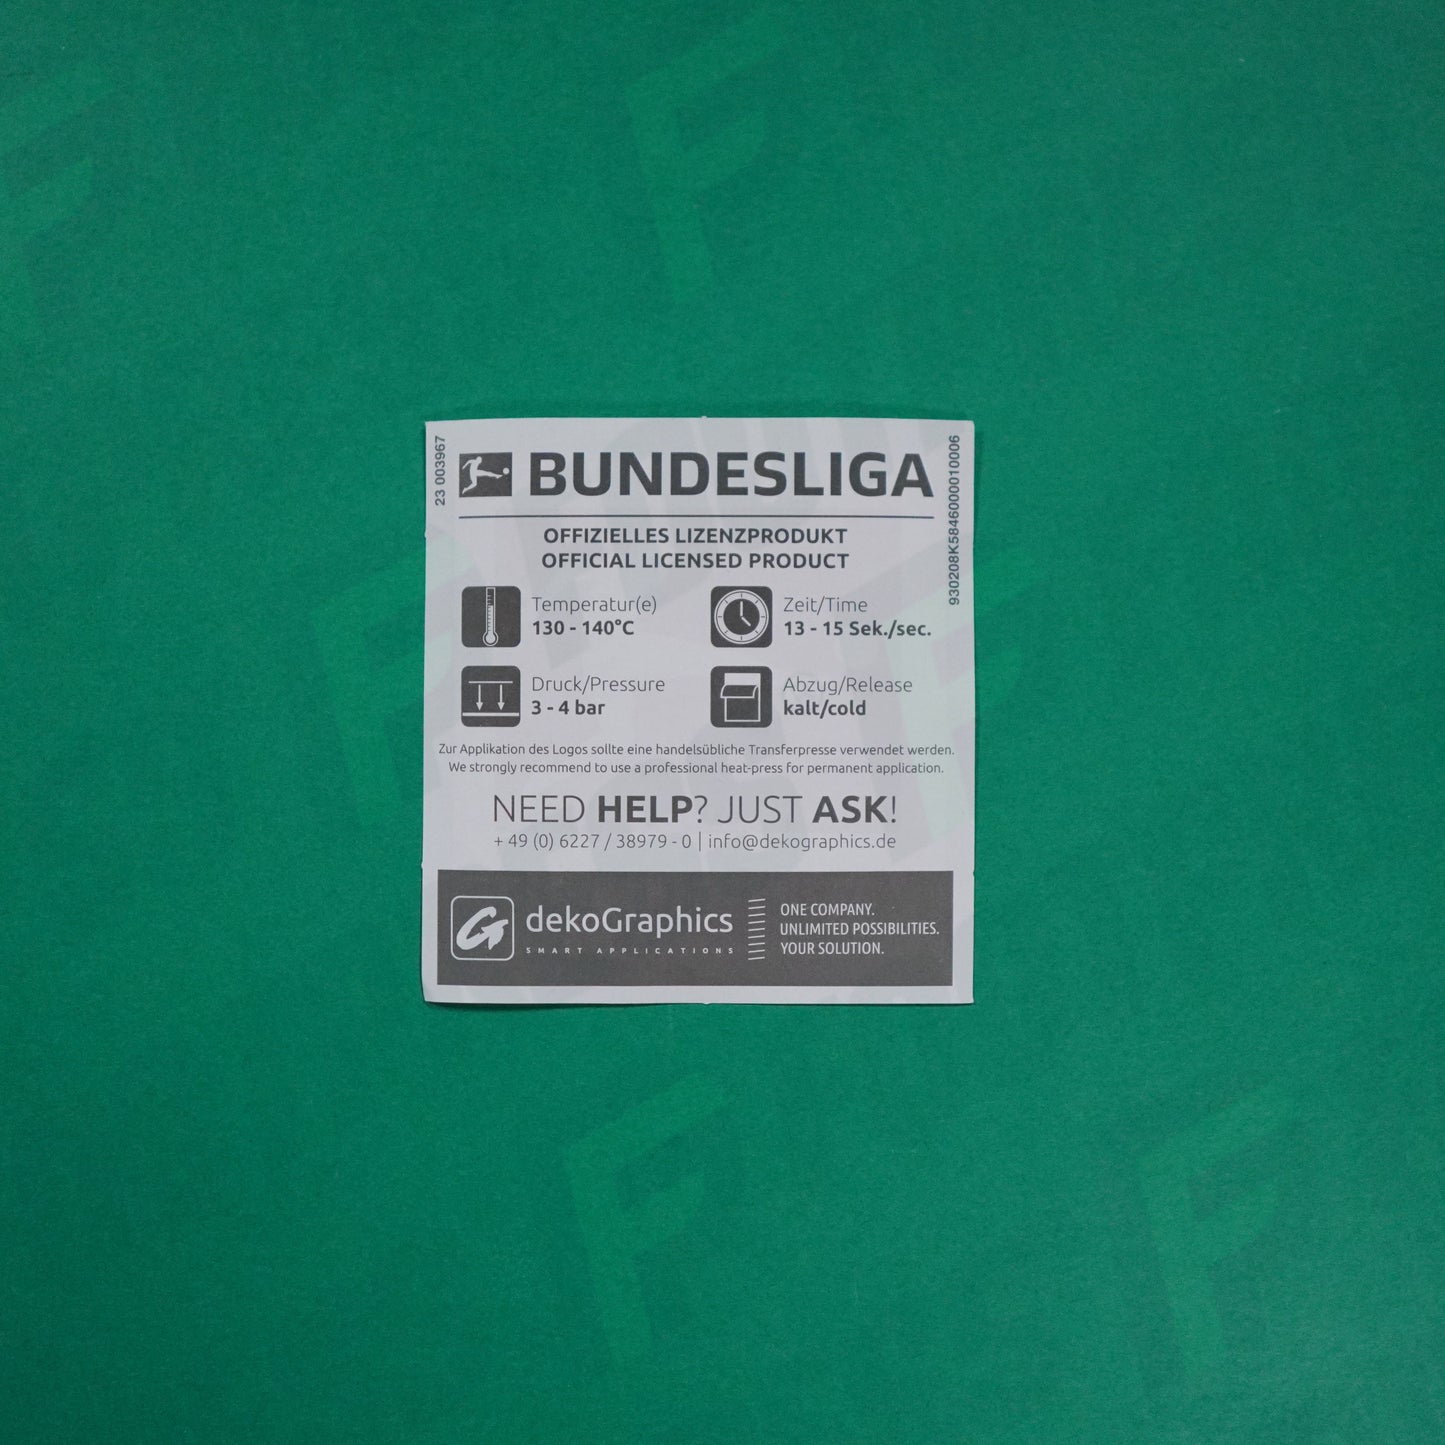 23 003967
BUNDESLIGA
930208K5846000010006
OFFIZIELLES LIZENZPRODUKT
OFFICIAL LICENSED PRODUCT
Temperatur(e)
130 - 140°C
Zeit/Time
13 - 15 Sek./sec.
Druck/Pressure
3 - 4 bar
Abzug/Release
kalt/cold
Zur Applikation des Logos sollte eine handelsübliche Transferpresse verwendet werden.
We strongly recommend to use a professional heat-press for permanent application.
NEED HELP? JUST ASK!
+ 49 (0) 6227 / 38979 - 0 | info@dekographics.de
dekoGraphics
SMART APPLICATIONS
ONE COMPANY.
UNLIMITED POSSIBILITIES.
YOUR SOLUTION.